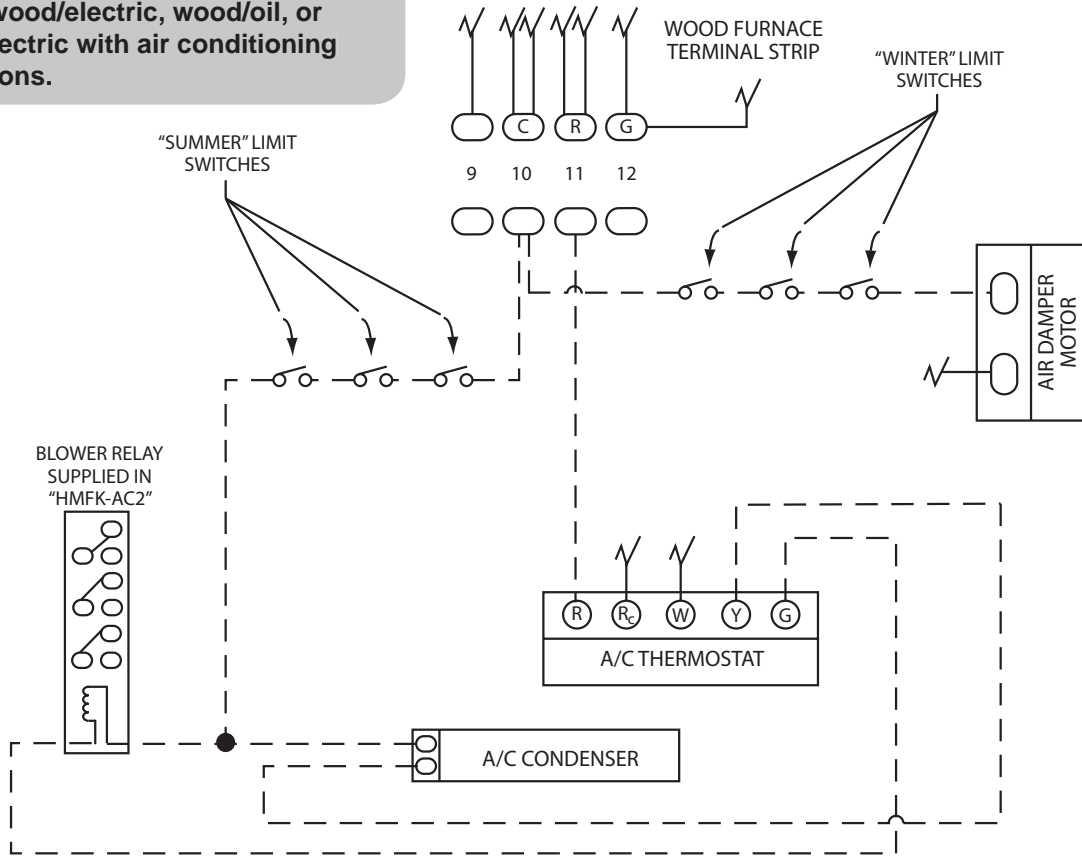 wood/electric, wood/oil, or
ectric with air conditioning
ons.
WOOD FURNACE
TERMINAL STRIP
"WINTER" LIMIT
SWITCHES
"SUMMER" LIMIT
SWITCHES
C R G
9 10 11 12
AIR DAMPER
MOTOR
BLOWER RELAY
SUPPLIED IN
"HMFK-AC2"
R Rc W Y G
A/C THERMOSTAT
A/C CONDENSER